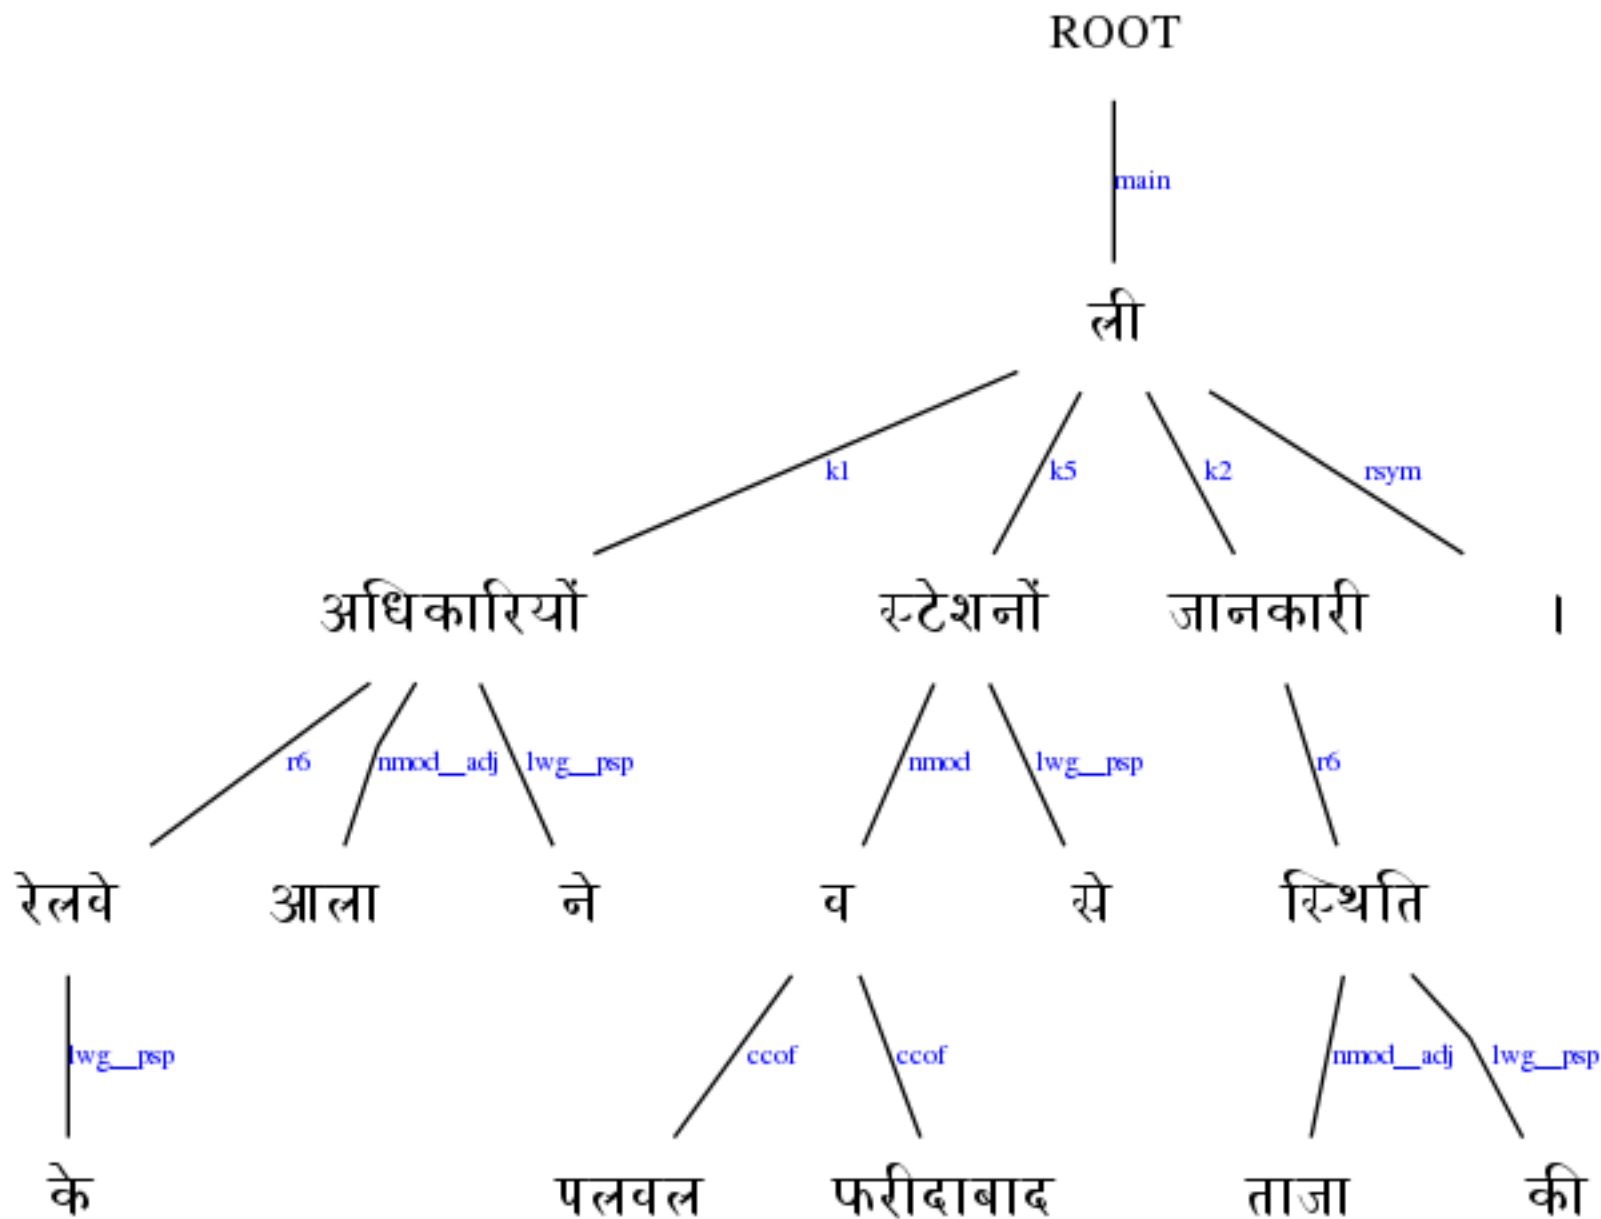 ROOT
main
ली
k1 k5 k2 rsym
अधिकारियों स्टेशनों जानकारी ।
r6 nmod__adj lwg__psp nmod lwg__psp r6
रेलवे आला ने व से स्थिति
lwg__psp ccof ccof nmod__adj lwg__psp
के पलवल फरीदाबाद ताजा की